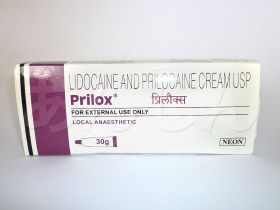 LIDOCAINE AND PRILOCAINE CREAM USP
Prilox* प्रिलौक्स
FOR EXTERNAL USE ONLY
LOCAL ANAESTHETIC
30g
NEON